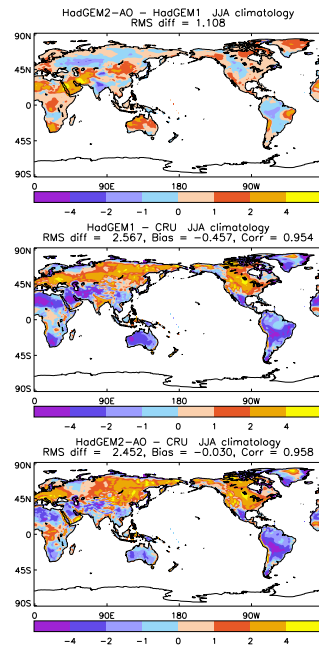 HadGEM2-AO - HadGEM1 JJA climatology
RMS diff = 1.108
90N
45N
0
45S
90S
0 90E 180 90W
-4 -2 -1 0 1 2 4
HadGEM1 - CRU JJA climatology
RMS diff = 2.567, Bias = -0.457, Corr = 0.954
90N
45N
0
45S
90S
0 90E 180 90W
-4 -2 -1 0 1 2 4
HadGEM2-AO - CRU JJA climatology
RMS diff = 2.452, Bias = -0.030, Corr = 0.958
90N
45N
0
45S
90S
0 90E 180 90W
-4 -2 -1 0 1 2 4